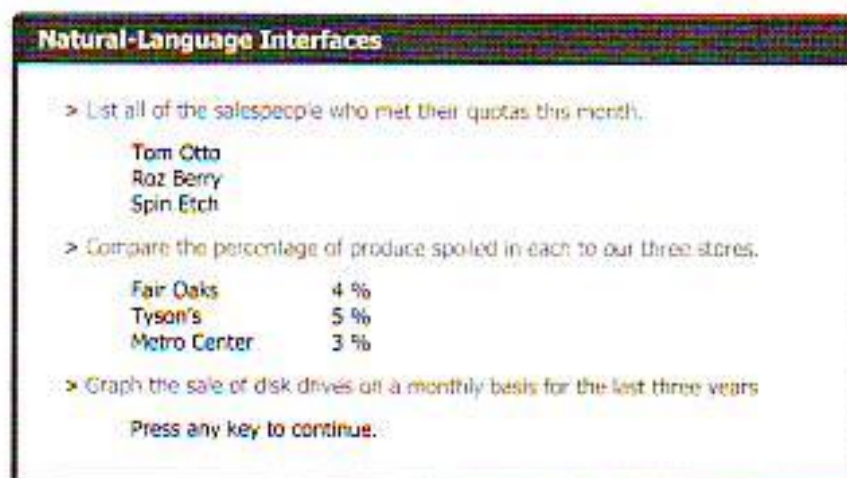 Natural-Language Interfaces
> List all of the salespeople who met their quotas this month.
Tom Otto
Roz Berry
Spin Etch
> Compare the percentage of produce spoiled in each to our three stores.
Fair Oaks 4 %
Tyson's 5 %
Metro Center 3 %
> Graph the sale of disk drives on a monthly basis for the last three years
Press any key to continue.